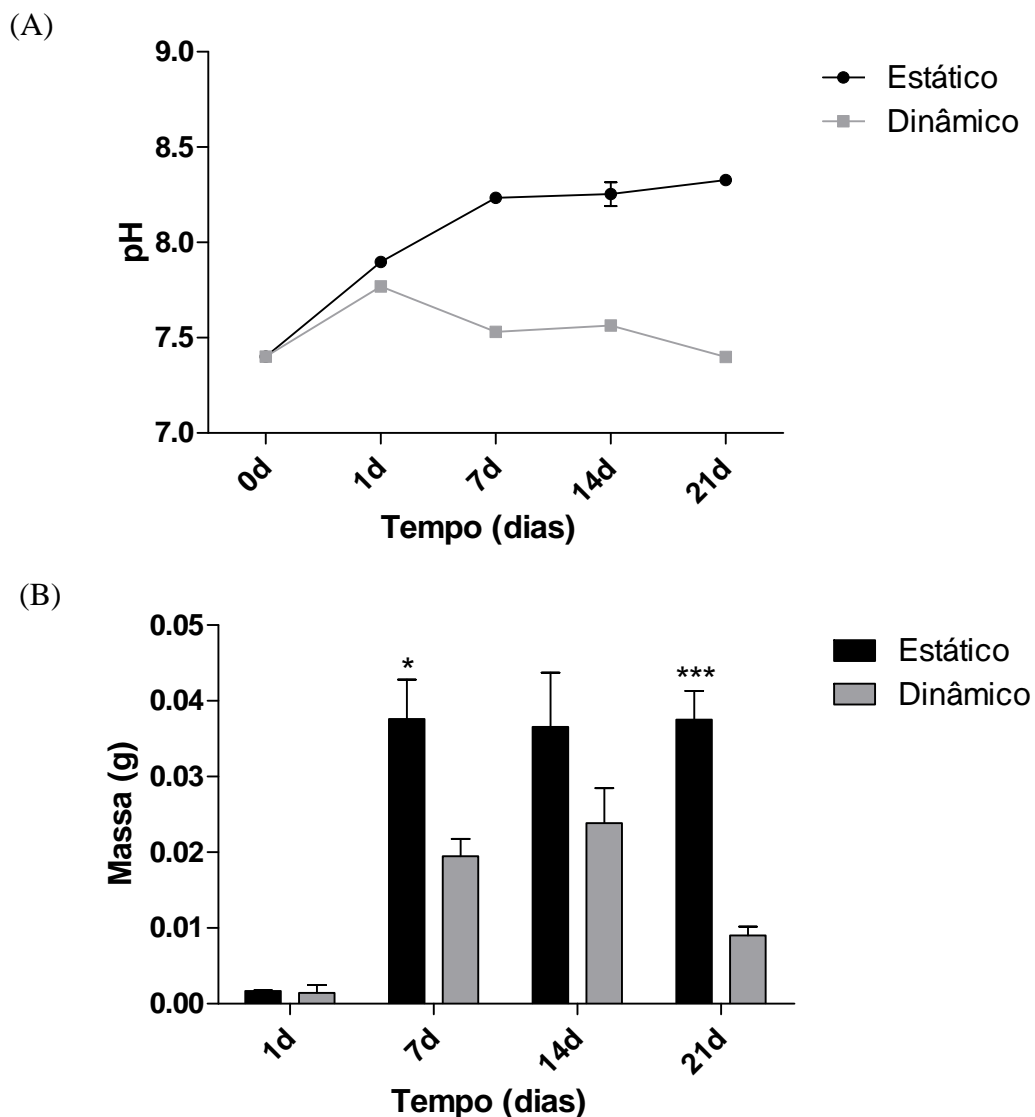 (A)
9.0
8.5
8.0
7.5
7.0
pH
0d
1d
7d
14d
21d
Tempo (dias)
Estático
Dinâmico
(B)
0.05
0.04
0.03
0.02
0.01
0.00
Massa (g)
*
***
1d
7d
14d
21d
Tempo (dias)
Estático
Dinâmico